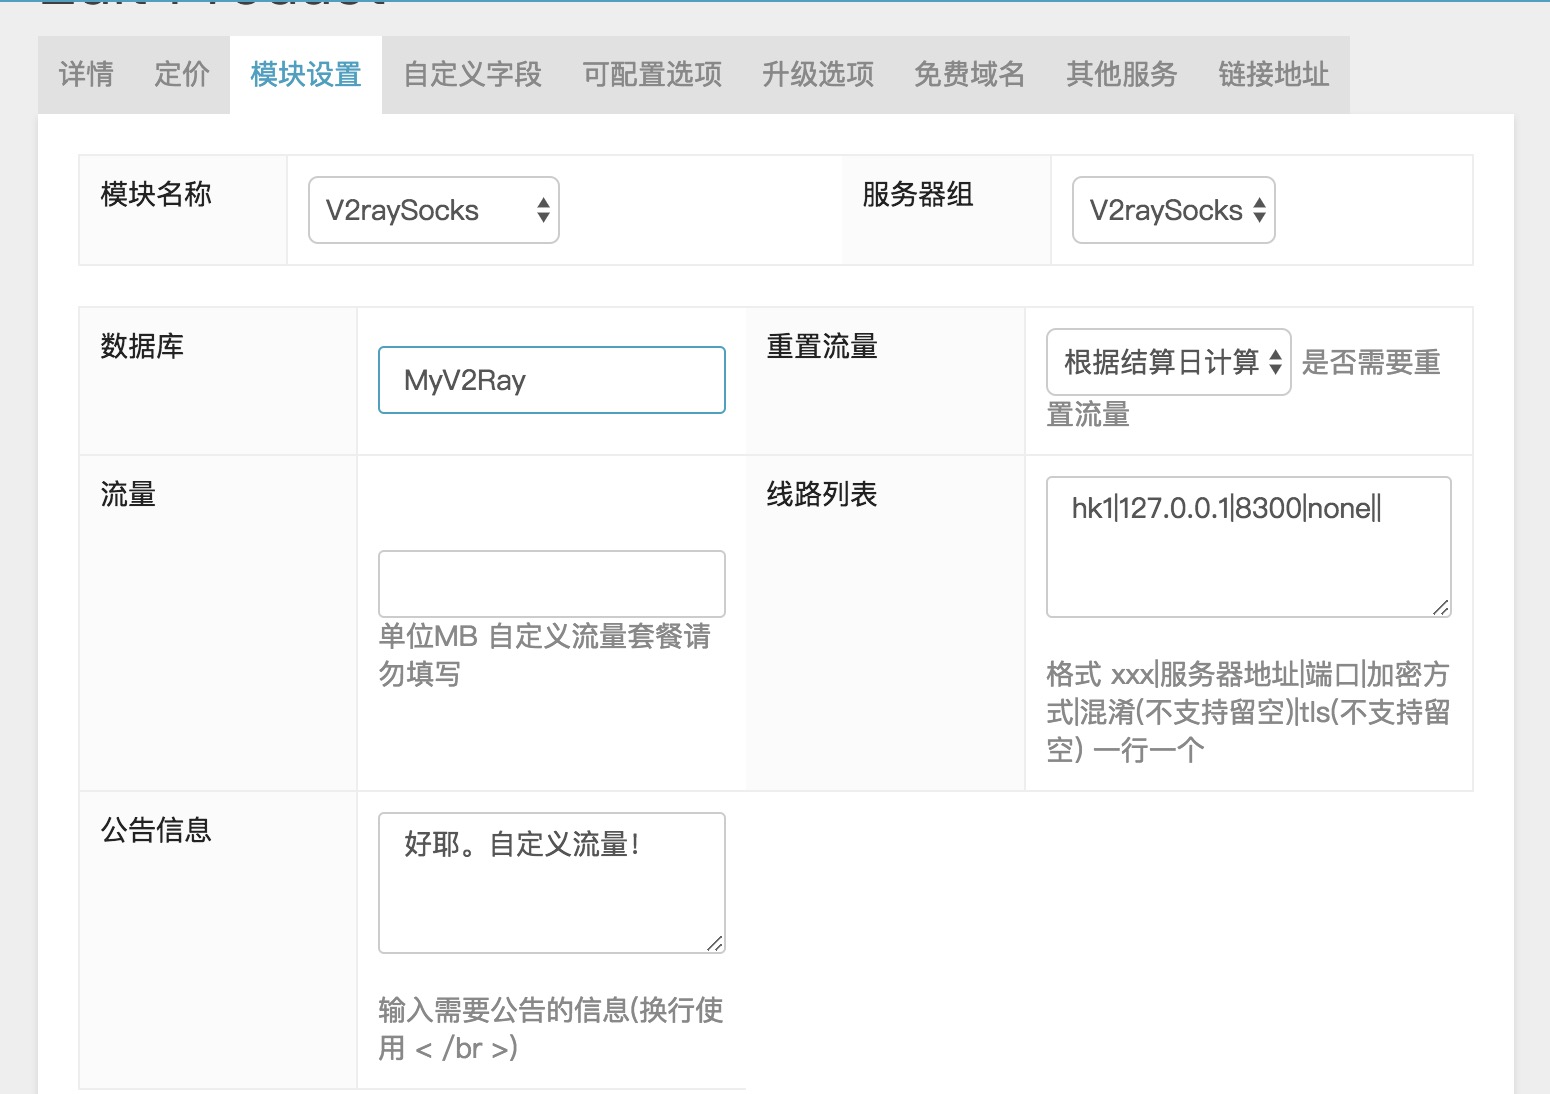 Edit Product
详情 定价 模块设置 自定义字段 可配置选项 升级选项 免费域名 其他服务 链接地址
模块名称 V2raySocks 服务器组 V2raySocks
数据库 MyV2Ray 重置流量 根据结算日计算 是否需要重
置流量
流量
单位MB 自定义流量套餐请
勿填写
线路列表 hk1|127.0.0.1|8300|none||
格式 xxx|服务器地址|端口|加密方
式|混淆(不支持留空)|tls(不支持留
空) 一行一个
公告信息 好耶。自定义流量！
输入需要公告的信息(换行使
用 < /br >)